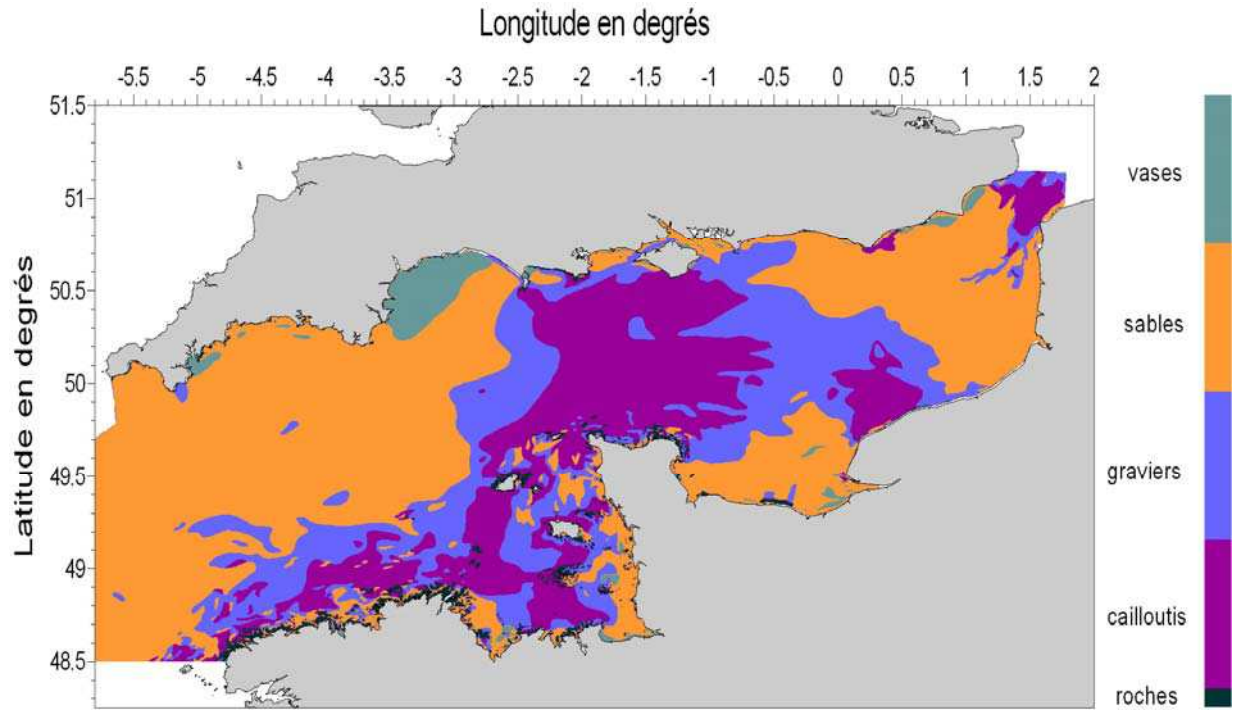 Longitude en degrés
-5.5 -5 -4.5 -4 -3.5 -3 -2.5 -2 -1.5 -1 -0.5 0 0.5 1 1.5 2
Latitude en degrés
51.5
51
50.5
50
49.5
49
48.5
vases
sables
graviers
cailloutis
roches